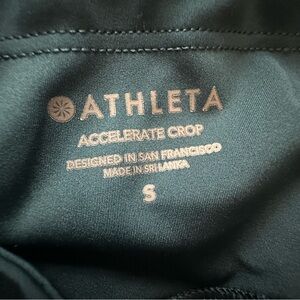 ATHLETA
ACCELERATE CROP
DESIGNED IN SAN FRANCISCO
MADE IN SRI LANKA
S